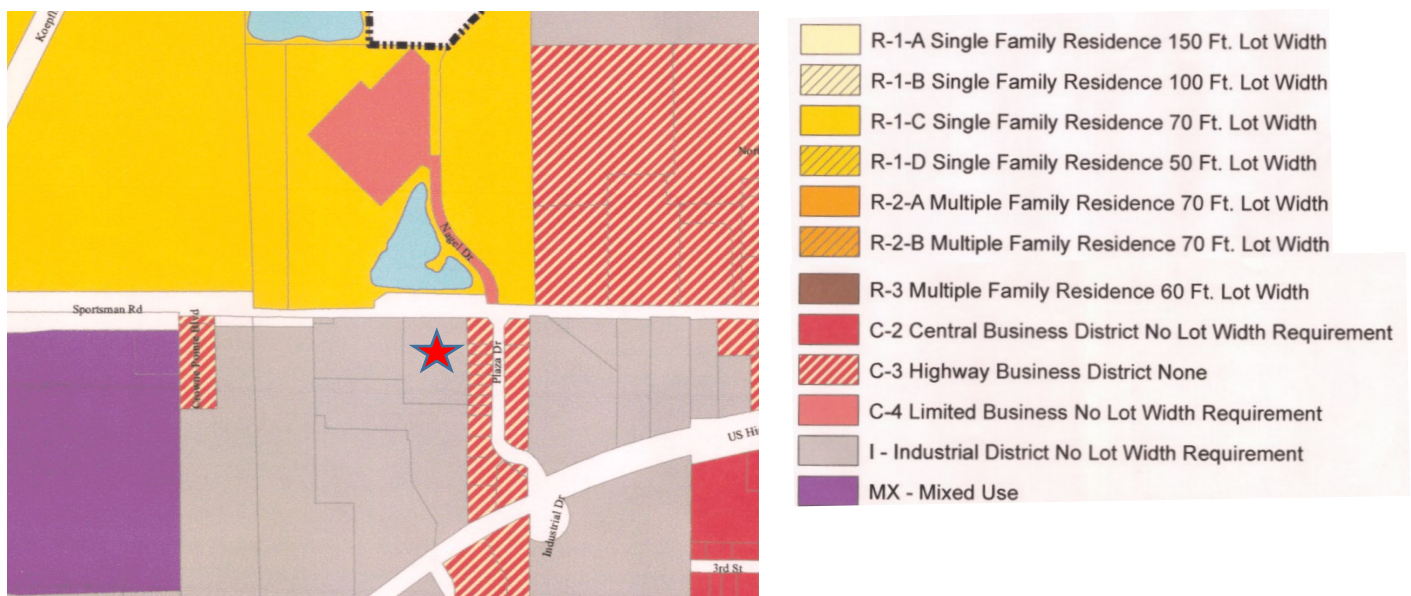 Koepfl
Nort
Nagel Dr
Sportsman Rd
Crowne Pointe Blvd
Plaza Dr
US Hi
Industrial Dr
3rd St
R-1-A Single Family Residence 150 Ft. Lot Width
R-1-B Single Family Residence 100 Ft. Lot Width
R-1-C Single Family Residence 70 Ft. Lot Width
R-1-D Single Family Residence 50 Ft. Lot Width
R-2-A Multiple Family Residence 70 Ft. Lot Width
R-2-B Multiple Family Residence 70 Ft. Lot Width
R-3 Multiple Family Residence 60 Ft. Lot Width
C-2 Central Business District No Lot Width Requirement
C-3 Highway Business District None
C-4 Limited Business No Lot Width Requirement
I - Industrial District No Lot Width Requirement
MX - Mixed Use